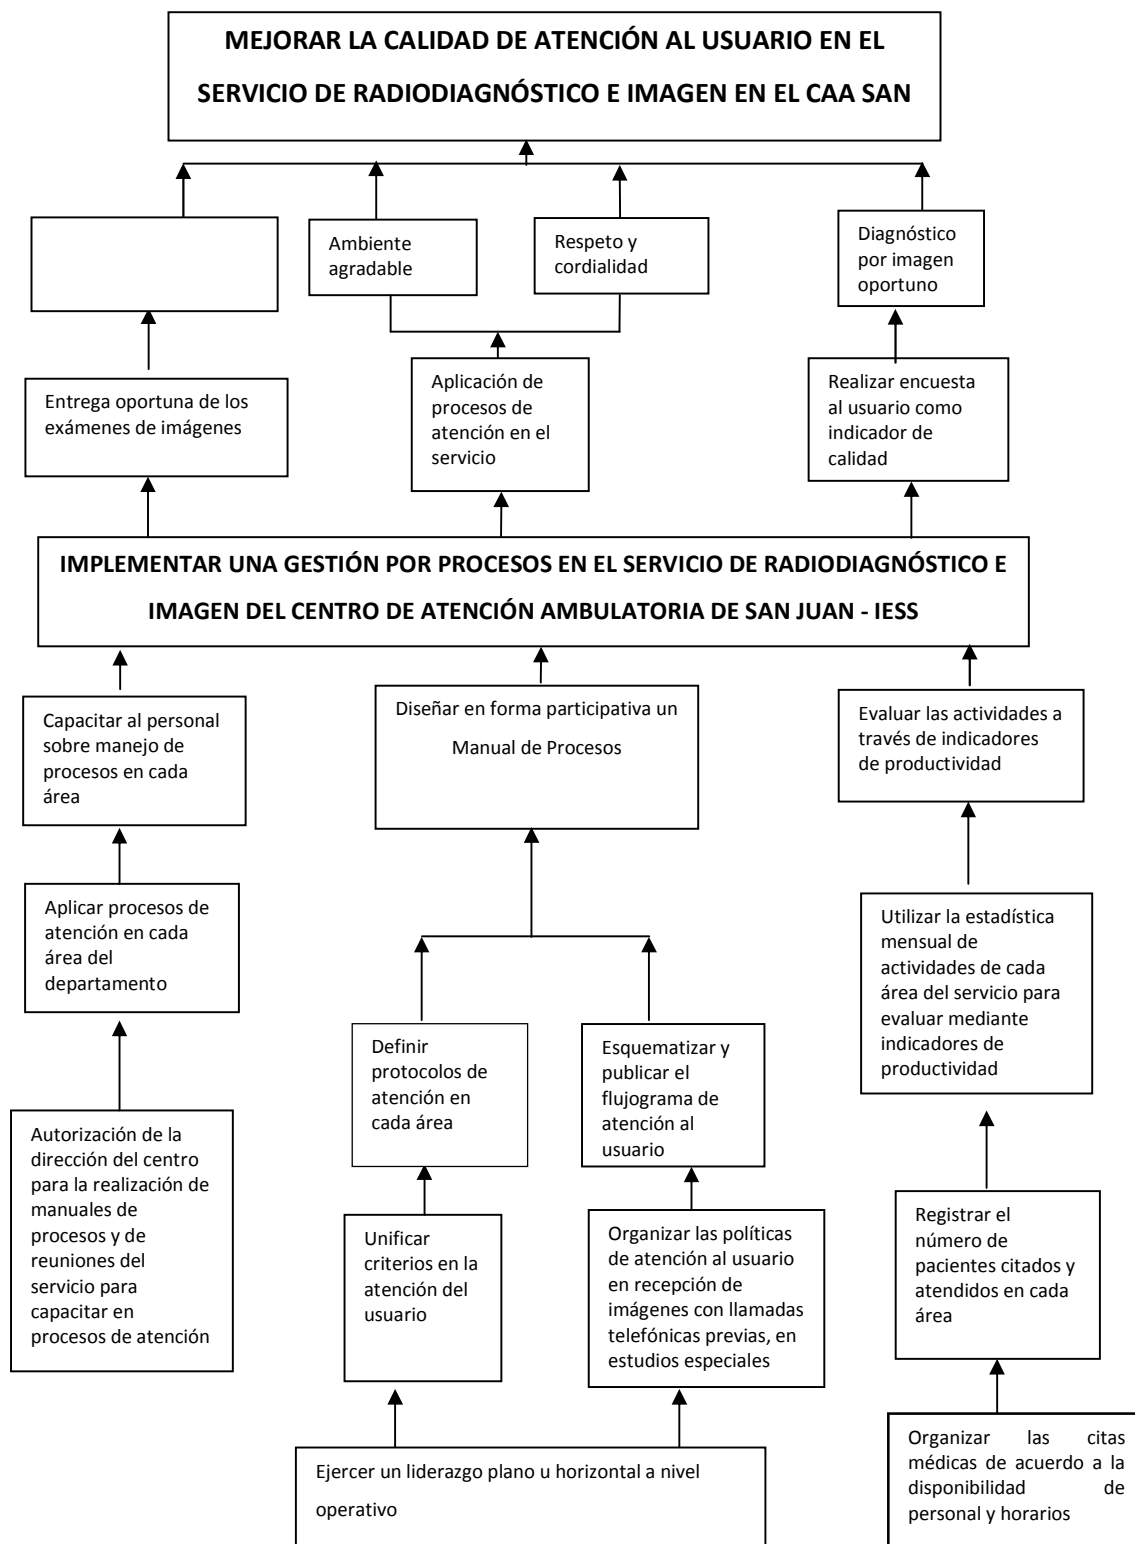 MEJORAR LA CALIDAD DE ATENCIÓN AL USUARIO EN EL
SERVICIO DE RADIODIAGNÓSTICO E IMAGEN EN EL CAA SAN
Ambiente
agradable
Respeto y
cordialidad
Diagnóstico
por imagen
oportuno
Entrega oportuna de los
exámenes de imágenes
Aplicación de
procesos de
atención en el
servicio
Realizar encuesta
al usuario como
indicador de
calidad
IMPLEMENTAR UNA GESTIÓN POR PROCESOS EN EL SERVICIO DE RADIODIAGNÓSTICO E
IMAGEN DEL CENTRO DE ATENCIÓN AMBULATORIA DE SAN JUAN - IESS
Capacitar al personal
sobre manejo de
procesos en cada
área
Diseñar en forma participativa un
Manual de Procesos
Evaluar las actividades a
través de indicadores
de productividad
Aplicar procesos de
atención en cada
área del
departamento
Utilizar la estadística
mensual de
actividades de cada
área del servicio para
evaluar mediante
indicadores de
productividad
Definir
protocolos de
atención en
cada área
Esquematizar y
publicar el
flujograma de
atención al
usuario
Autorización de la
dirección del centro
para la realización de
manuales de
procesos y de
reuniones del
servicio para
capacitar en
procesos de atención
Unificar
criterios en la
atención del
usuario
Organizar las políticas
de atención al usuario
en recepción de
imágenes con llamadas
telefónicas previas, en
estudios especiales
Registrar el
número de
pacientes citados y
atendidos en cada
área
Ejercer un liderazgo plano u horizontal a nivel
operativo
Organizar las citas
médicas de acuerdo a la
disponibilidad de
personal y horarios